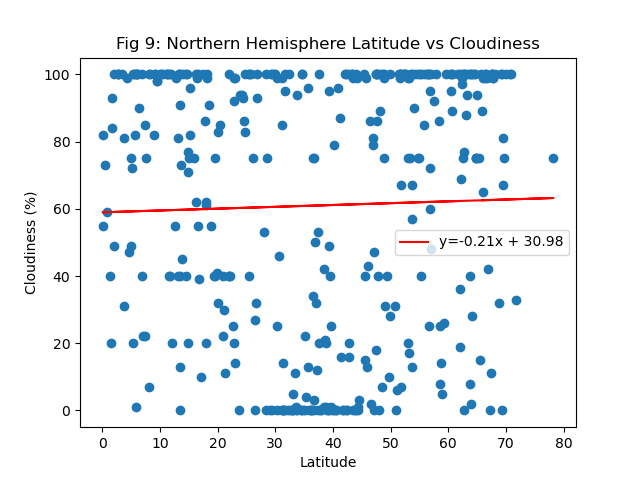 Fig 9: Northern Hemisphere Latitude vs Cloudiness
100
80
60
40
20
0
Cloudiness (%)
y=-0.21x + 30.98
0 10 20 30 40 50 60 70 80
Latitude